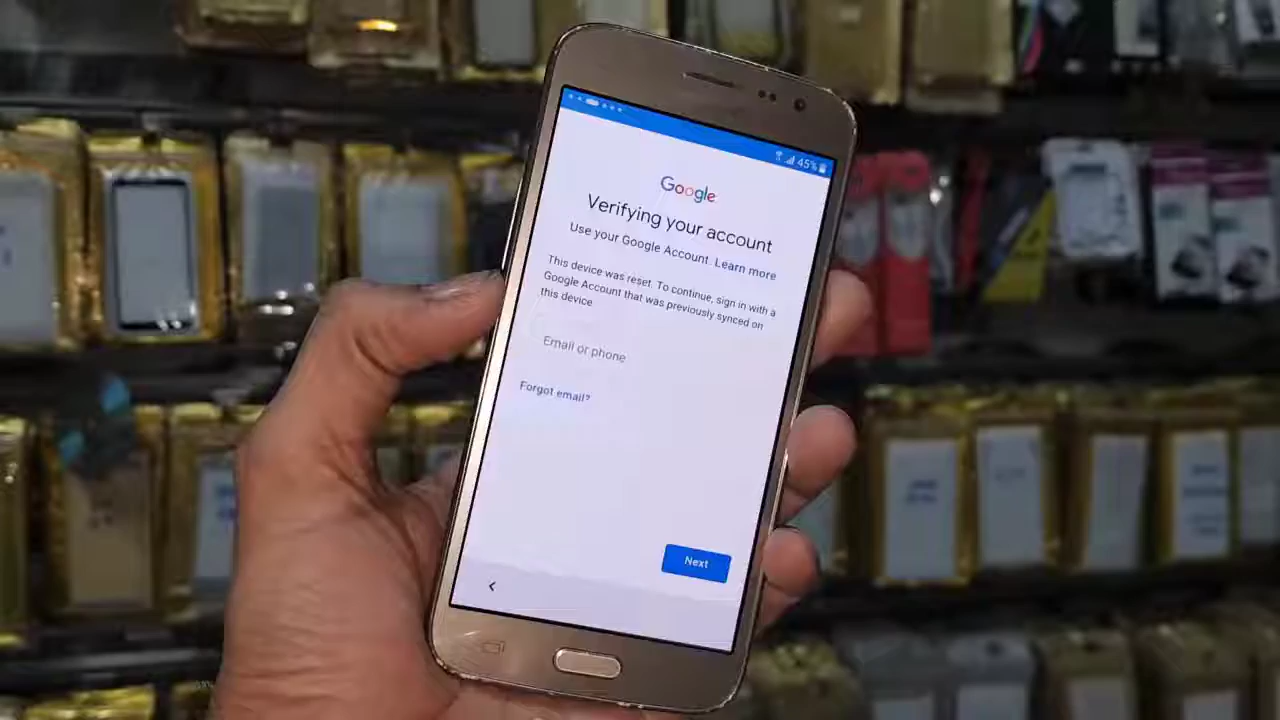 45%
Google
Verifying your account
Use your Google Account. Learn more
This device was reset. To continue, sign in with a
Google Account that was previously synced on
this device
Email or phone
Forgot email?
Next